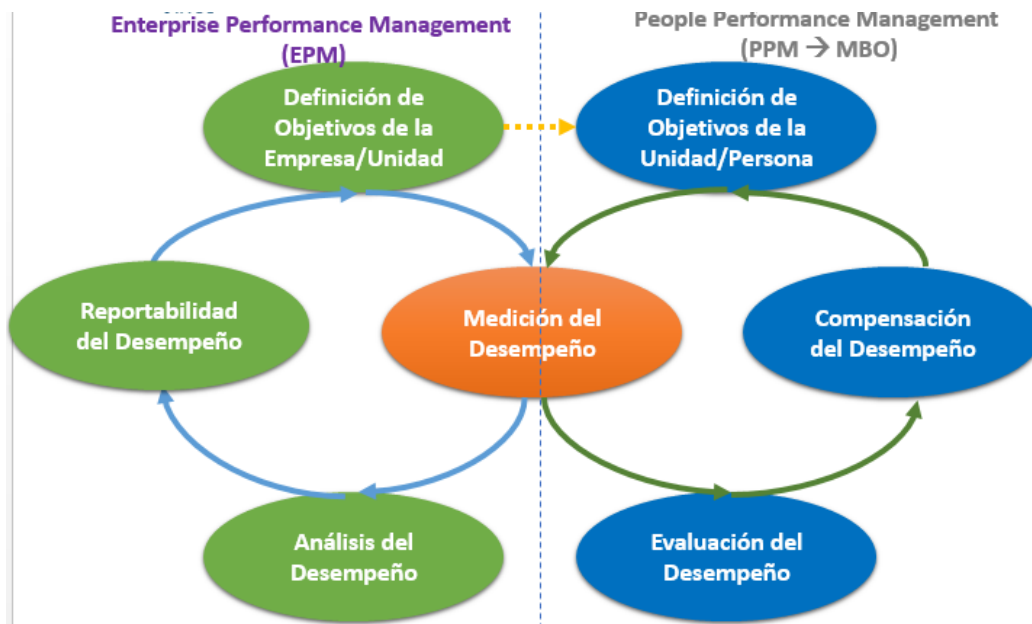 Enterprise Performance Management
(EPM)
People Performance Management
(PPM → MBO)
Definición de
Objetivos de la
Empresa/Unidad
Definición de
Objetivos de la
Unidad/Persona
Reportabilidad
del Desempeño
Medición del
Desempeño
Compensación
del Desempeño
Análisis del
Desempeño
Evaluación del
Desempeño